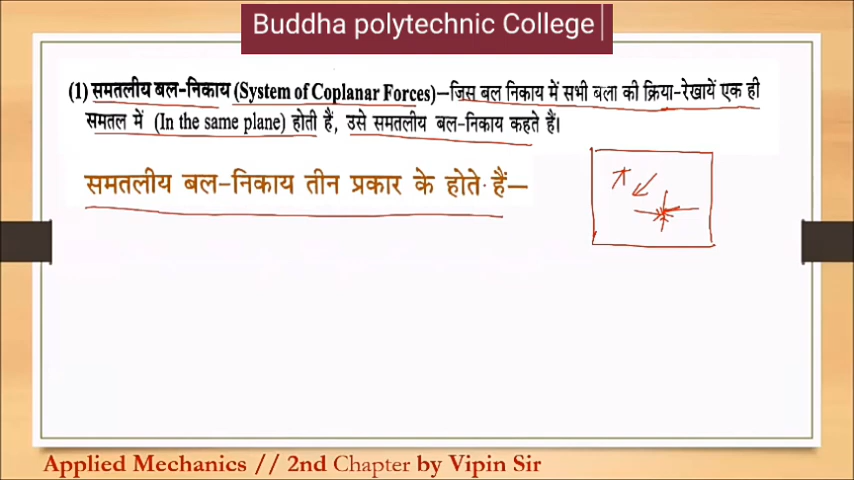 Buddha polytechnic College
(1) समतलीय बल-निकाय (System of Coplanar Forces)—जिस बल निकाय में सभी बला की क्रिया-रेखायें एक ही
समतल में (In the same plane) होती हैं, उसे समतलीय बल-निकाय कहते हैं।
समतलीय बल-निकाय तीन प्रकार के होते हैं—
Applied Mechanics // 2nd Chapter by Vipin Sir